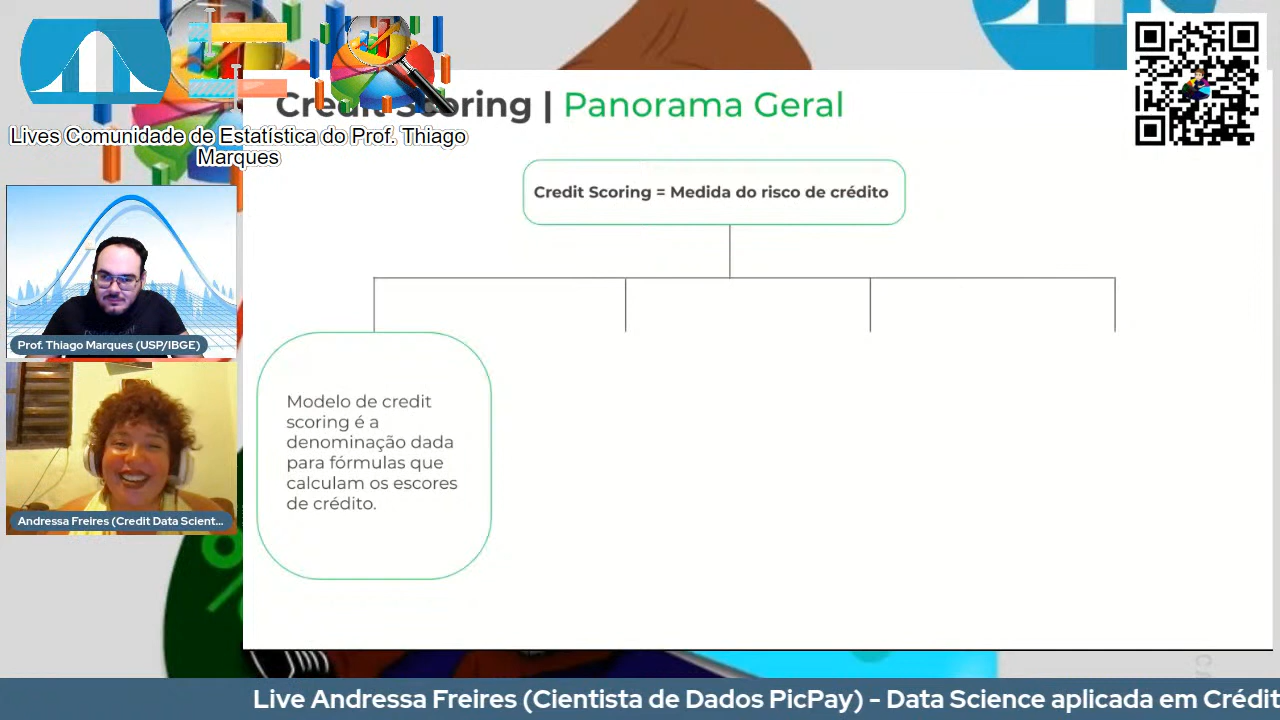 Credit Scoring | Panorama Geral
Lives Comunidade de Estatística do Prof. Thiago
Marques
Credit Scoring = Medida do risco de crédito
Prof. Thiago Marques (USP/IBGE)
Modelo de credit
scoring é a
denominação dada
para fórmulas que
calculam os escores
de crédito.
Andressa Freires (Credit Data Scient...
Live Andressa Freires (Cientista de Dados PicPay) - Data Science aplicada em Crédit